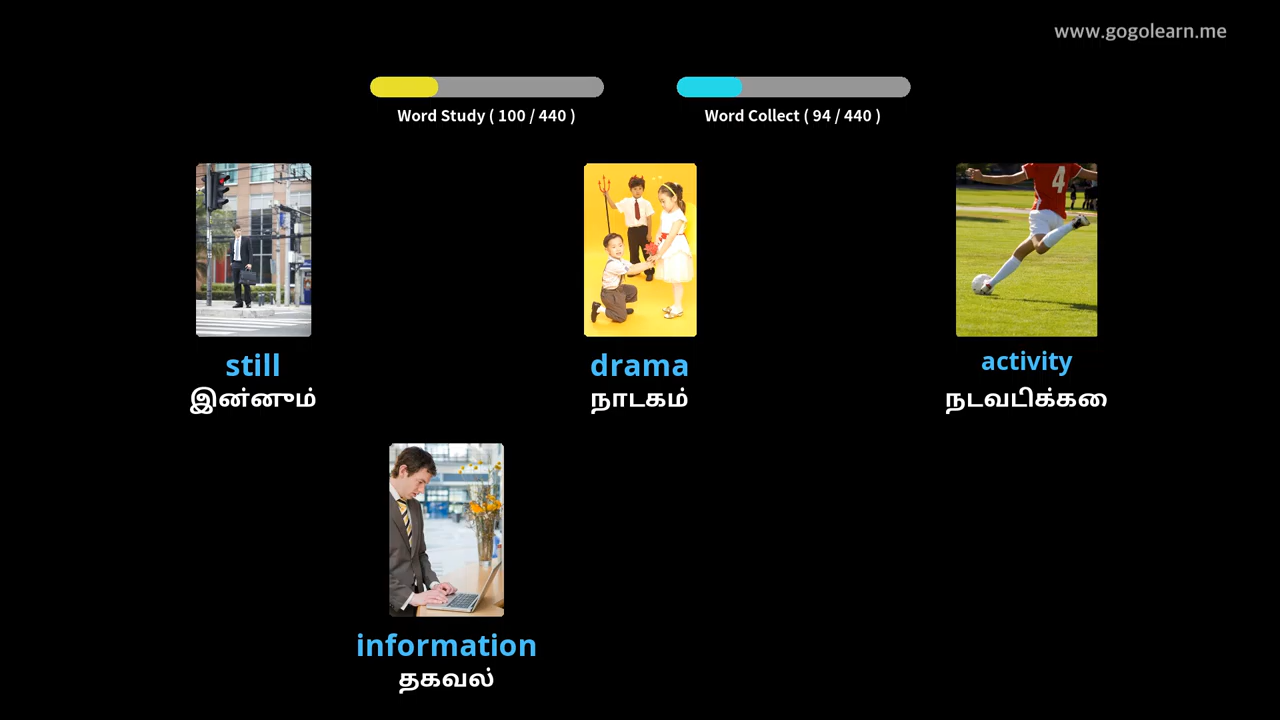 www.gogolearn.me
Word Study ( 100 / 440 )
Word Collect ( 94 / 440 )
still
இன்னும்
drama
நாடகம்
activity
நடவடிக்கை
4
information
தகவல்